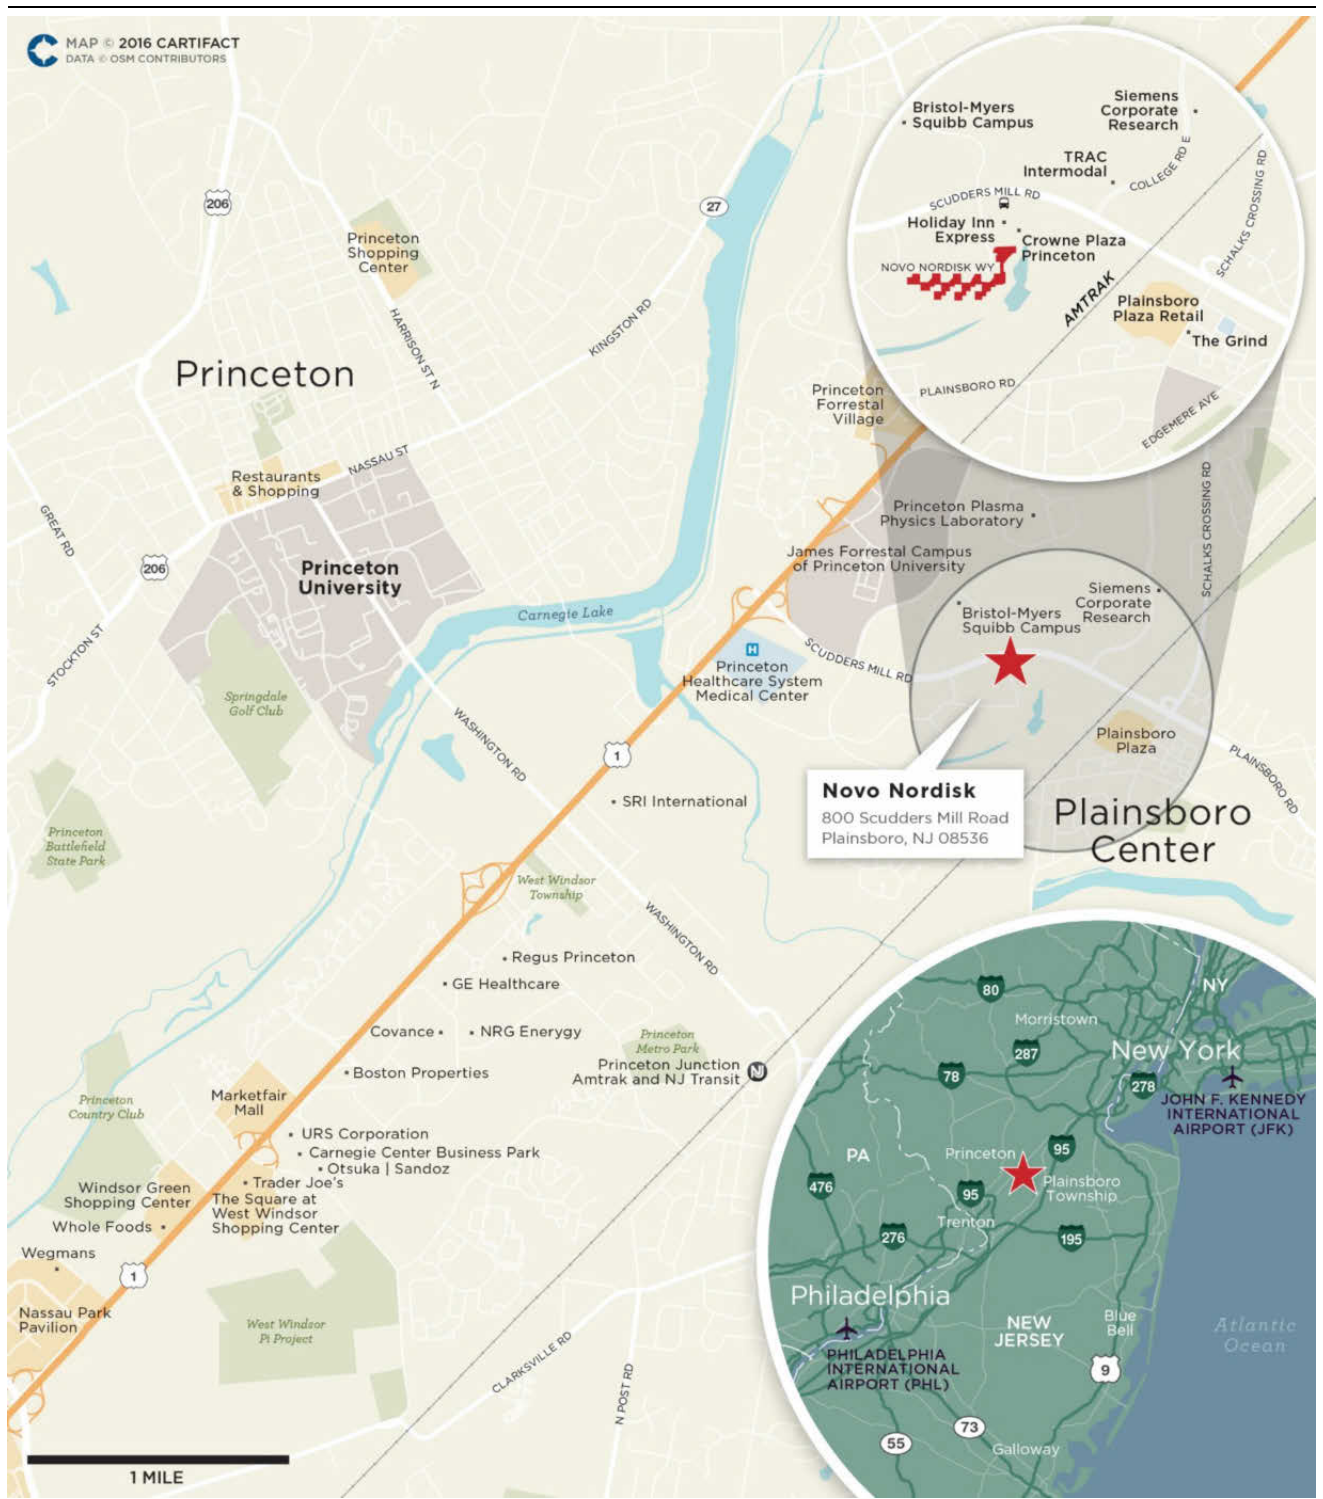 MAP © 2016 CARTIFACT
DATA © OSM CONTRIBUTORS
Bristol-Myers
Squibb Campus
Siemens
Corporate
Research
TRAC
Intermodal
COLLEGE RD E
SCHALKS CROSSING RD
SCUDDERS MILL RD
Holiday Inn
Express
Crowne Plaza
Princeton
NOVO NORDISK WY
AMTRAK
Plainsboro
Plaza Retail
The Grind
PLAINSBORO RD
EDGEMERE AVE
206
27
Princeton
Shopping
Center
HARRISON ST N
KINGSTON RD
Princeton
Princeton
Forrestal
Village
NASSAU ST
Restaurants
& Shopping
GREAT RD
206
Princeton
University
STOCKTON ST
Springdale
Golf Club
Carnegie Lake
Princeton Plasma
Physics Laboratory
James Forrestal Campus
of Princeton University
SCHALKS CROSSING RD
Siemens
Corporate
Research
Bristol-Myers
Squibb Campus
H
Princeton
Healthcare System
Medical Center
SCUDDERS MILL RD
WASHINGTON RD
1
Plainsboro
Plaza
PLAINSBORO RD
SRI International
Novo Nordisk
800 Scudders Mill Road
Plainsboro, NJ 08536
Plainsboro
Center
Princeton
Battlefield
State Park
West Windsor
Township
WASHINGTON RD
Regus Princeton
GE Healthcare
Covance
NRG Enerygy
Princeton
Metro Park
Princeton Junction
Amtrak and NJ Transit
NJ
Boston Properties
Marketfair
Mall
Princeton
Country Club
URS Corporation
Carnegie Center Business Park
Otsuka | Sandoz
Trader Joe's
The Square at
West Windsor
Shopping Center
Windsor Green
Shopping Center
Whole Foods
Wegmans
1
Nassau Park
Pavilion
West Windsor
Pi Project
CLARKSVILLE RD
N POST RD
1 MILE
80
NY
Morristown
287
New York
78
278
JOHN F. KENNEDY
INTERNATIONAL
AIRPORT (JFK)
PA
Princeton
95
476
95
Plainsboro
Township
Trenton
276
195
Philadelphia
NEW
JERSEY
Blue
Bell
Atlantic
Ocean
PHILADELPHIA
INTERNATIONAL
AIRPORT (PHL)
9
73
55
Galloway